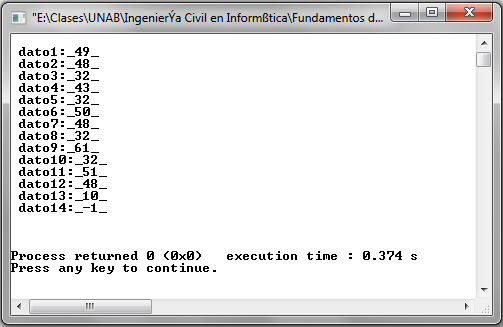 "E:\Clases\UNAB\IngenierÝa Civil en Informßtica\Fundamentos d...
dato1:_49_
dato2:_48_
dato3:_32_
dato4:_43_
dato5:_32_
dato6:_50_
dato7:_48_
dato8:_32_
dato9:_61_
dato10:_32_
dato11:_51_
dato12:_48_
dato13:_10_
dato14:_-1_
Process returned 0 (0x0)   execution time : 0.374 s
Press any key to continue.